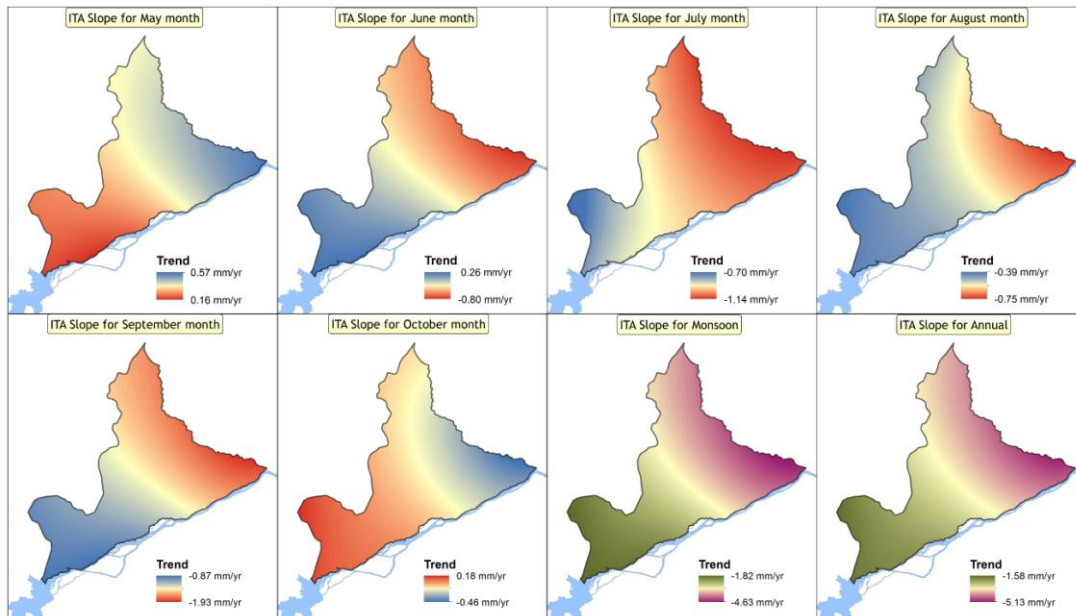 ITA Slope for May month
Trend
0.57 mm/yr
0.16 mm/yr
ITA Slope for June month
Trend
0.26 mm/yr
-0.80 mm/yr
ITA Slope for July month
Trend
-0.70 mm/yr
-1.14 mm/yr
ITA Slope for August month
Trend
-0.39 mm/yr
-0.75 mm/yr
ITA Slope for September month
Trend
-0.87 mm/yr
-1.93 mm/yr
ITA Slope for October month
Trend
0.18 mm/yr
-0.46 mm/yr
ITA Slope for Monsoon
Trend
-1.82 mm/yr
-4.63 mm/yr
ITA Slope for Annual
Trend
-1.58 mm/yr
-5.13 mm/yr